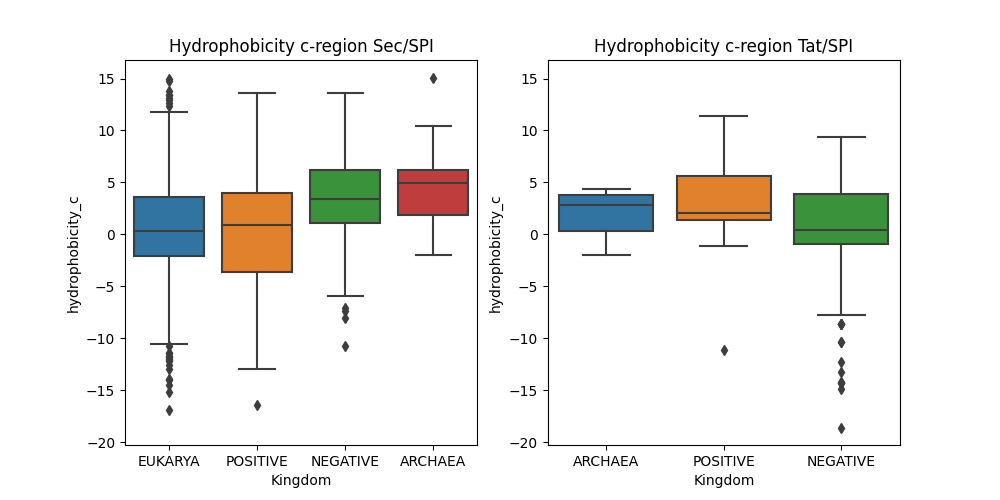 Hydrophobicity c-region Sec/SPI
hydrophobicity_c
15
10
5
0
−5
−10
−15
−20
EUKARYA POSITIVE NEGATIVE ARCHAEA
Kingdom
Hydrophobicity c-region Tat/SPI
hydrophobicity_c
15
10
5
0
−5
−10
−15
−20
ARCHAEA POSITIVE NEGATIVE
Kingdom